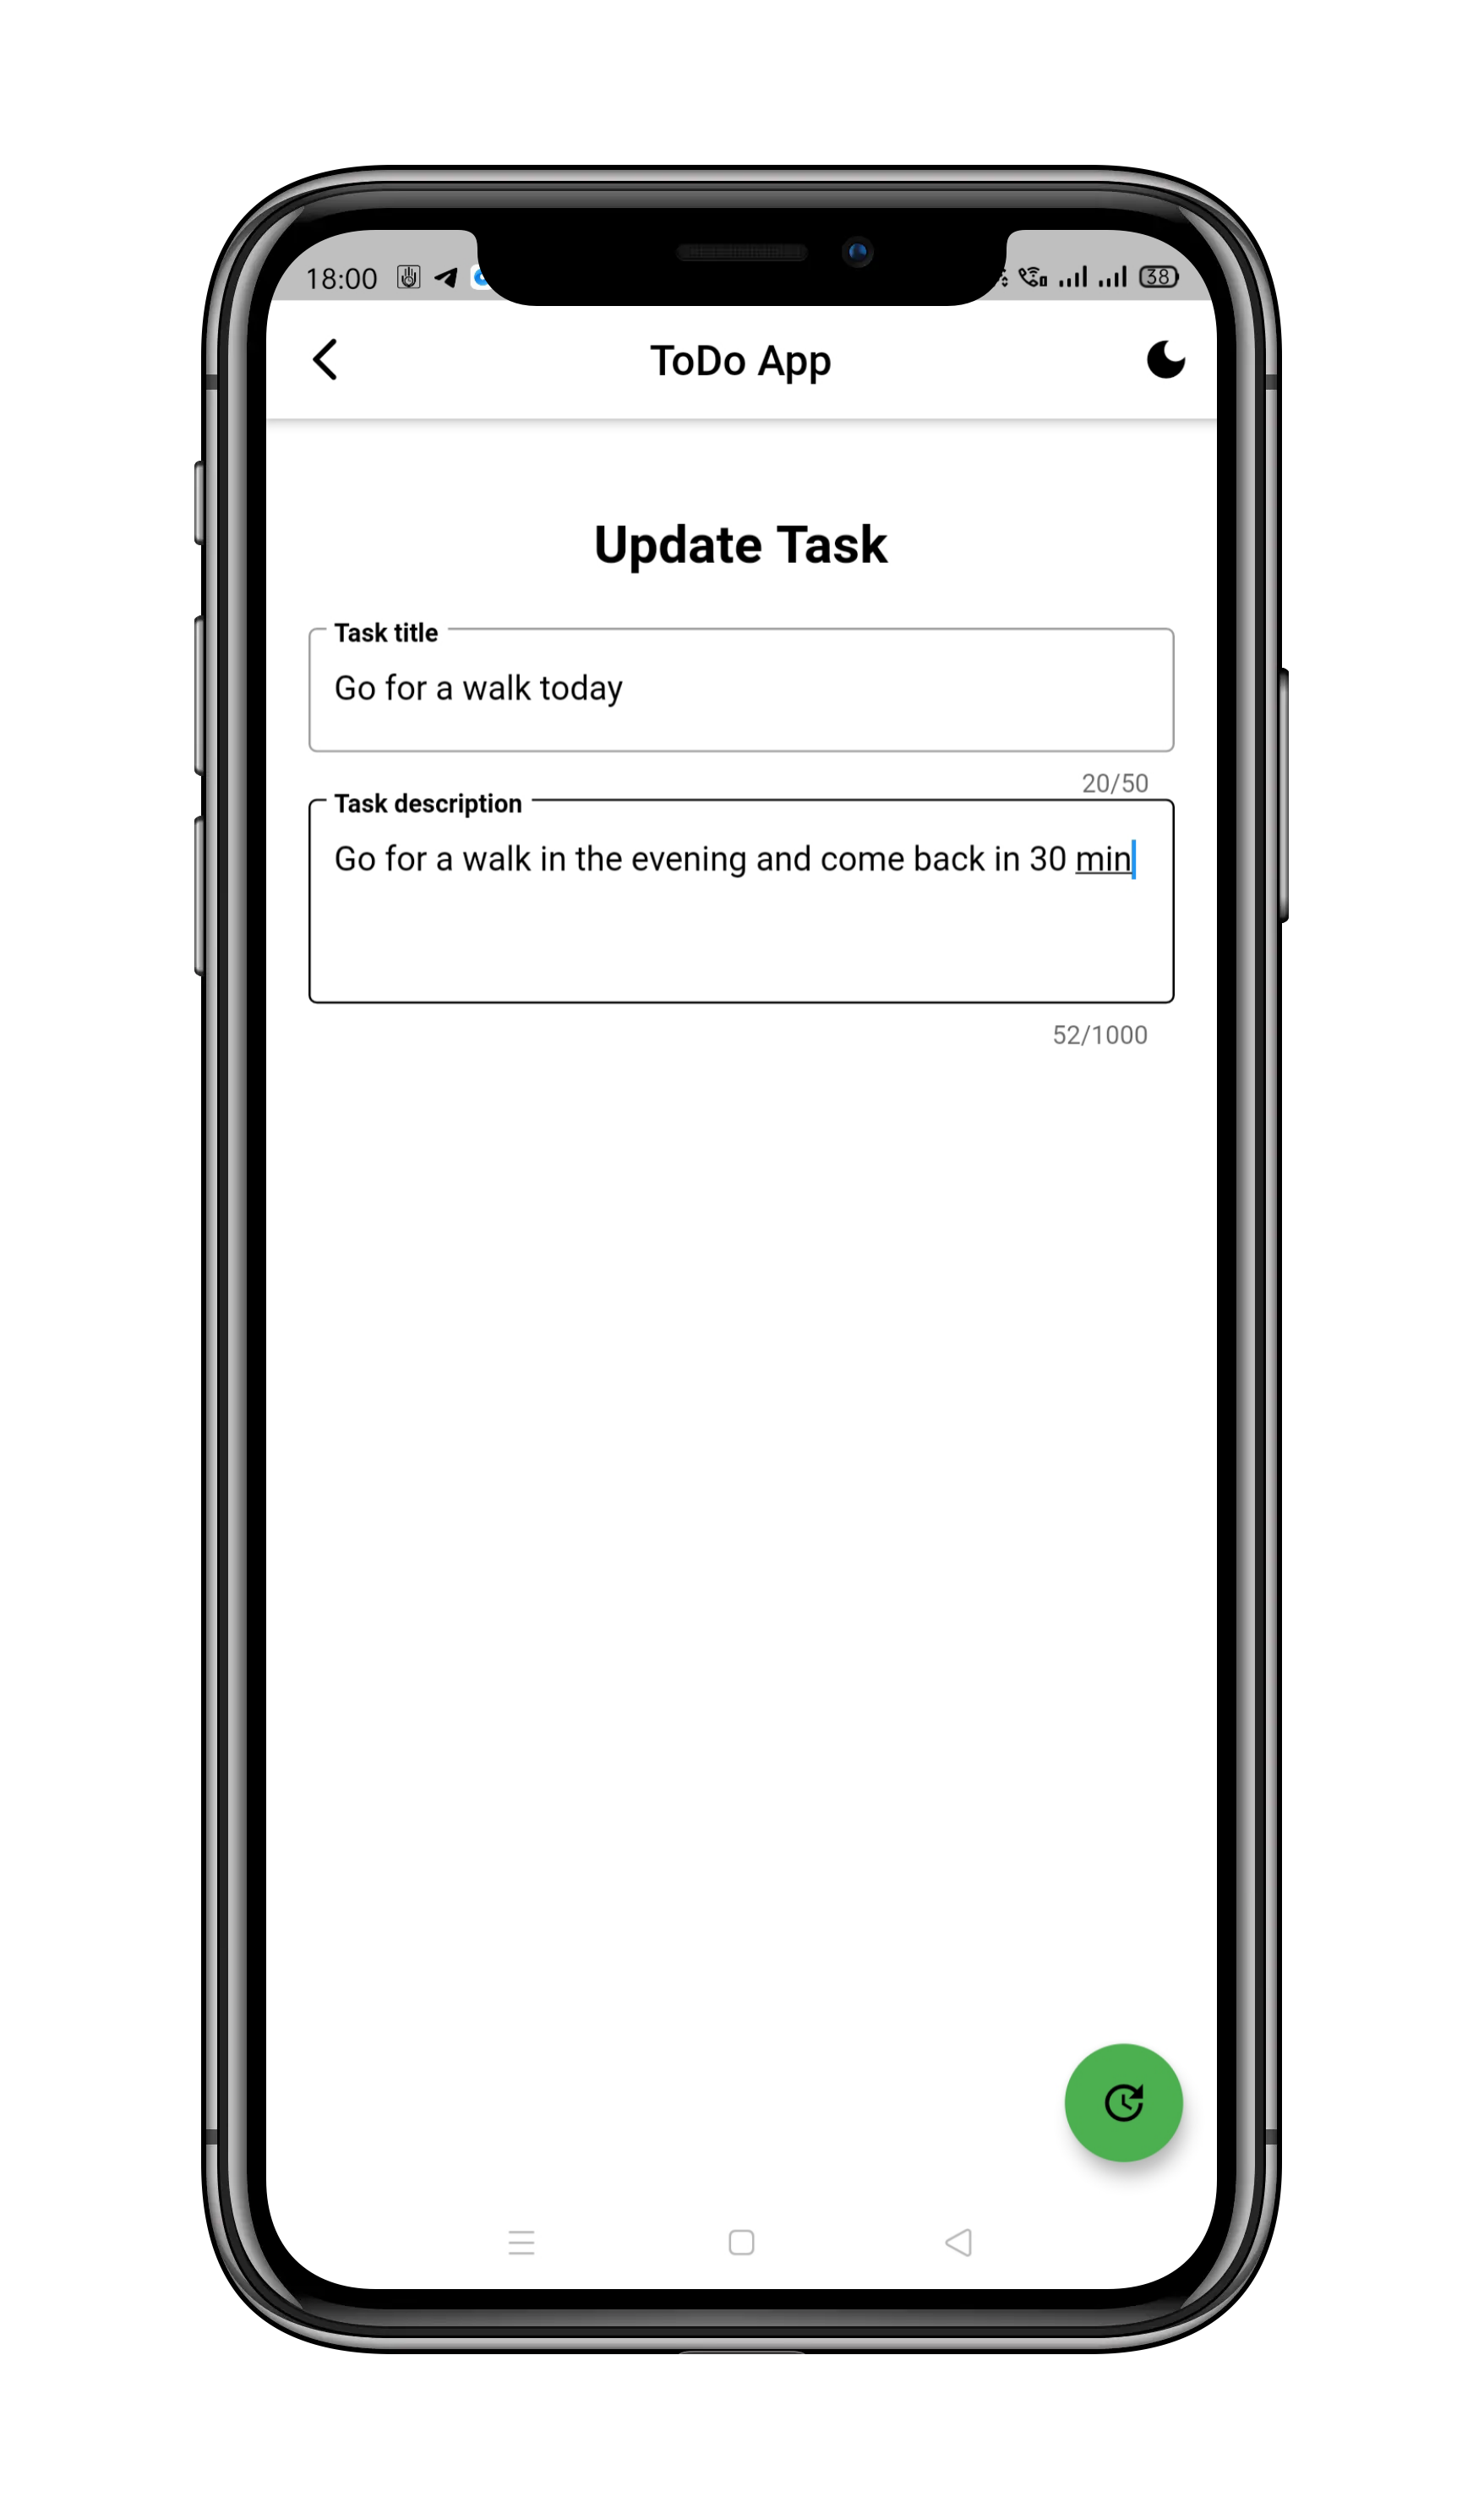 18:00
38
ToDo App
Update Task
Task title
Go for a walk today
20/50
Task description
Go for a walk in the evening and come back in 30 min
52/1000